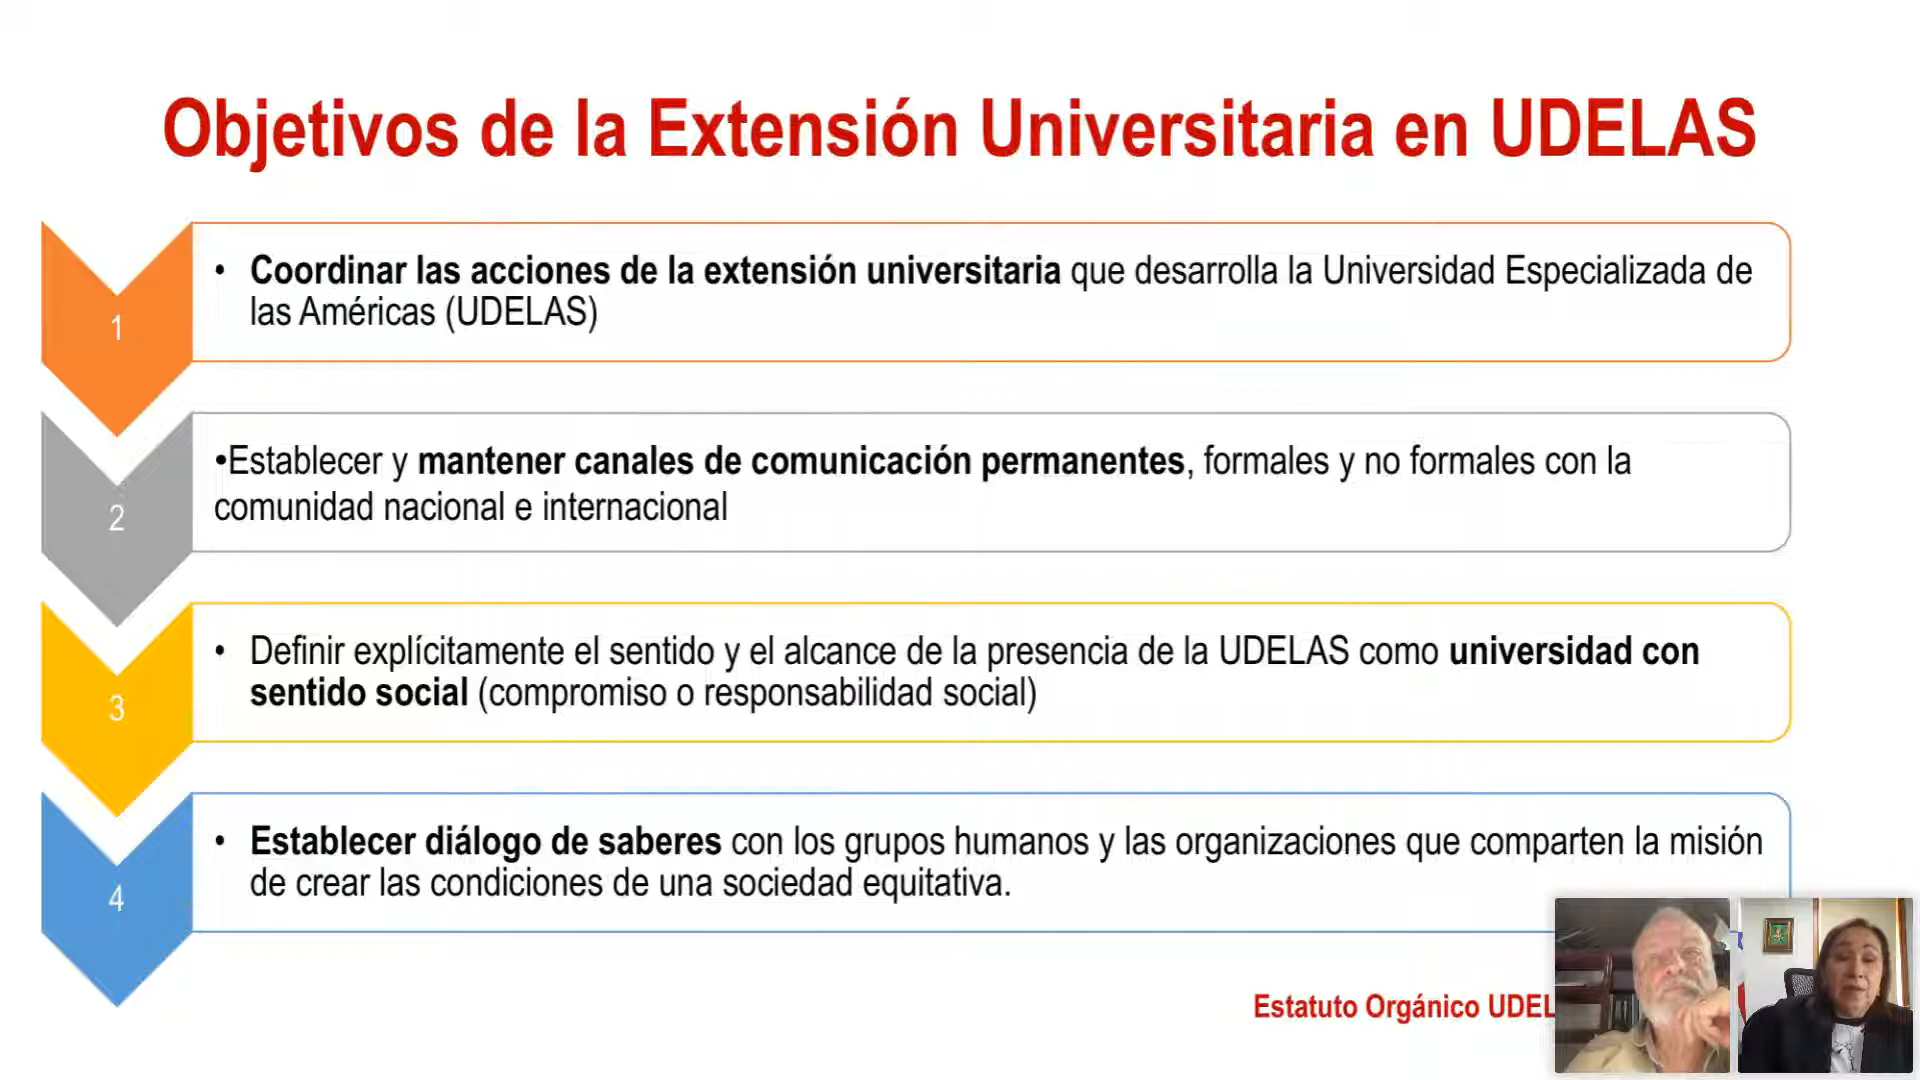 Objetivos de la Extensión Universitaria en UDELAS
1
• Coordinar las acciones de la extensión universitaria que desarrolla la Universidad Especializada de
las Américas (UDELAS)
2
•Establecer y mantener canales de comunicación permanentes, formales y no formales con la
comunidad nacional e internacional
3
• Definir explícitamente el sentido y el alcance de la presencia de la UDELAS como universidad con
sentido social (compromiso o responsabilidad social)
4
• Establecer diálogo de saberes con los grupos humanos y las organizaciones que comparten la misión
de crear las condiciones de una sociedad equitativa.
Estatuto Orgánico